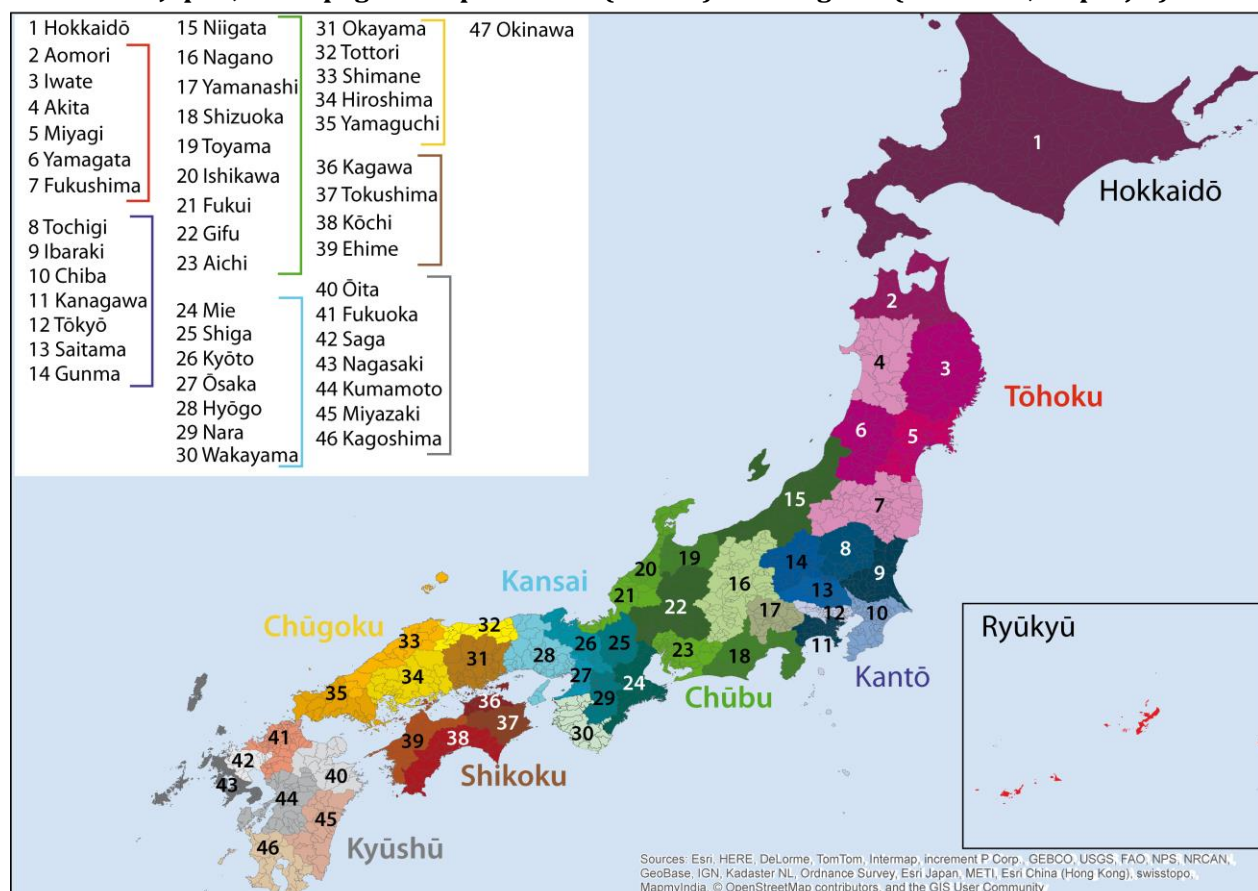 1 Hokkaidō
2 Aomori
3 Iwate
4 Akita
5 Miyagi
6 Yamagata
7 Fukushima
8 Tochigi
9 Ibaraki
10 Chiba
11 Kanagawa
12 Tōkyō
13 Saitama
14 Gunma
15 Niigata
16 Nagano
17 Yamanashi
18 Shizuoka
19 Toyama
20 Ishikawa
21 Fukui
22 Gifu
23 Aichi
24 Mie
25 Shiga
26 Kyōto
27 Ōsaka
28 Hyōgo
29 Nara
30 Wakayama
31 Okayama
32 Tottori
33 Shimane
34 Hiroshima
35 Yamaguchi
36 Kagawa
37 Tokushima
38 Kōchi
39 Ehime
40 Ōita
41 Fukuoka
42 Saga
43 Nagasaki
44 Kumamoto
45 Miyazaki
46 Kagoshima
47 Okinawa
1
Hokkaidō
2
4
3
Tōhoku
6
5
7
15
8
14
9
13
12
10
11
Kantō
19
20
16
21
22
17
23
18
Chūbu
Kansai
26
25
28
27
24
29
30
Chūgoku
32
33
31
34
35
36
37
39
38
Shikoku
41
42
40
43
44
45
46
Kyūshū
Ryūkyū
Sources: Esri, HERE, DeLorme, TomTom, Intermap, increment P Corp., GEBCO, USGS, FAO, NPS, NRCAN,
GeoBase, IGN, Kadaster NL, Ordnance Survey, Esri Japan, METI, Esri China (Hong Kong), swisstopo,
MapmyIndia, © OpenStreetMap contributors, and the GIS User Community